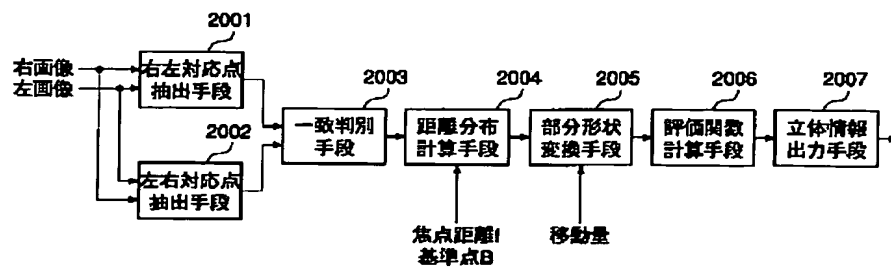 2001
2003
2004
2005
2006
2007
右画像
左画像
右左対応点
抽出手段
2002
左右対応点
抽出手段
一致判別
手段
距離分布
計算手段
部分形状
変換手段
評価関数
計算手段
立体情報
出力手段
焦点距離f
基準点B
移動量